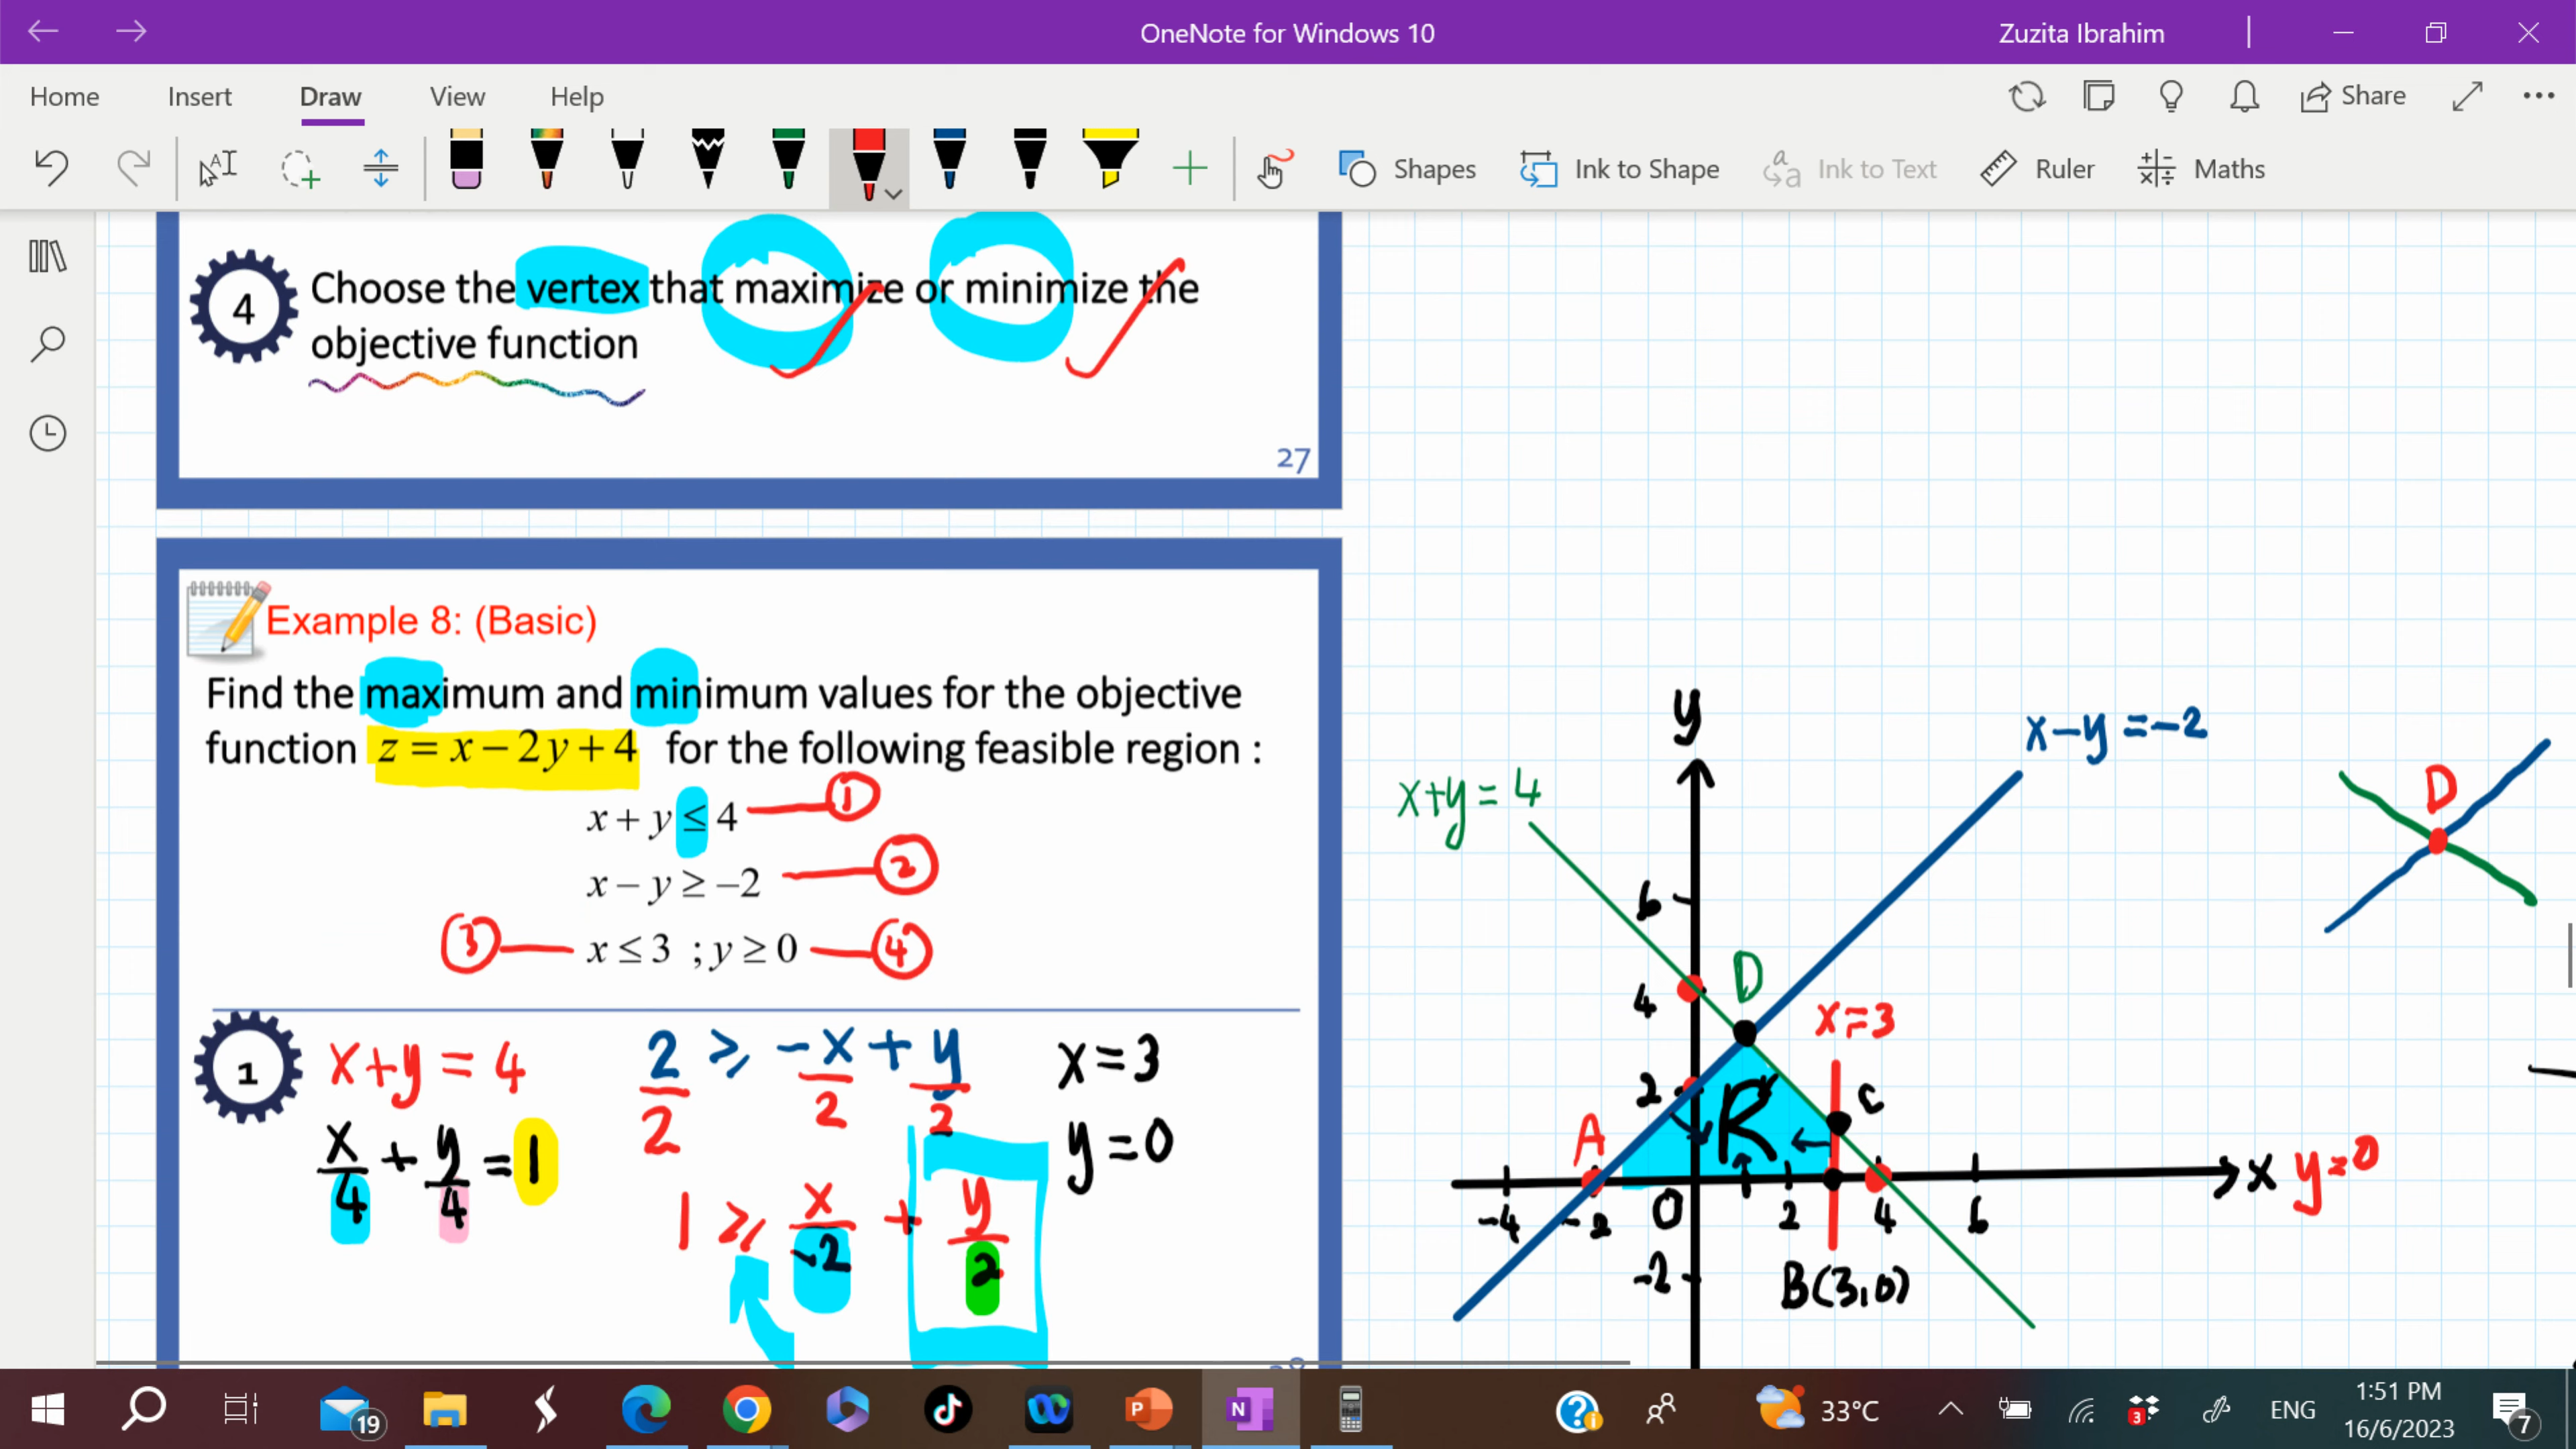 OneNote for Windows 10
Zuzita Ibrahim
Home Insert Draw View Help
Share
Shapes Ink to Shape Ink to Text Ruler Maths
4
Choose the vertex that maximize or minimize the
objective function
27
Example 8: (Basic)
Find the maximum and minimum values for the objective
function z = x − 2y + 4 for the following feasible region :
x + y ≤ 4 ①
x − y ≥ −2 ②
③ x ≤ 3 ; y ≥ 0 ④
1
x+y = 4
x/4 + y/4 = 1
2/2 ≥ -x/2 + y/2
1 ≥ x/-2 + y/2
x = 3
y = 0
y
x-y = -2
x+y = 4
D
6
4
D
x=3
2
R
C
A
x y=0
-4 -2 0 2 4 6
-2
B(3,0)
19
33°C
3
ENG
1:51 PM
16/6/2023
7